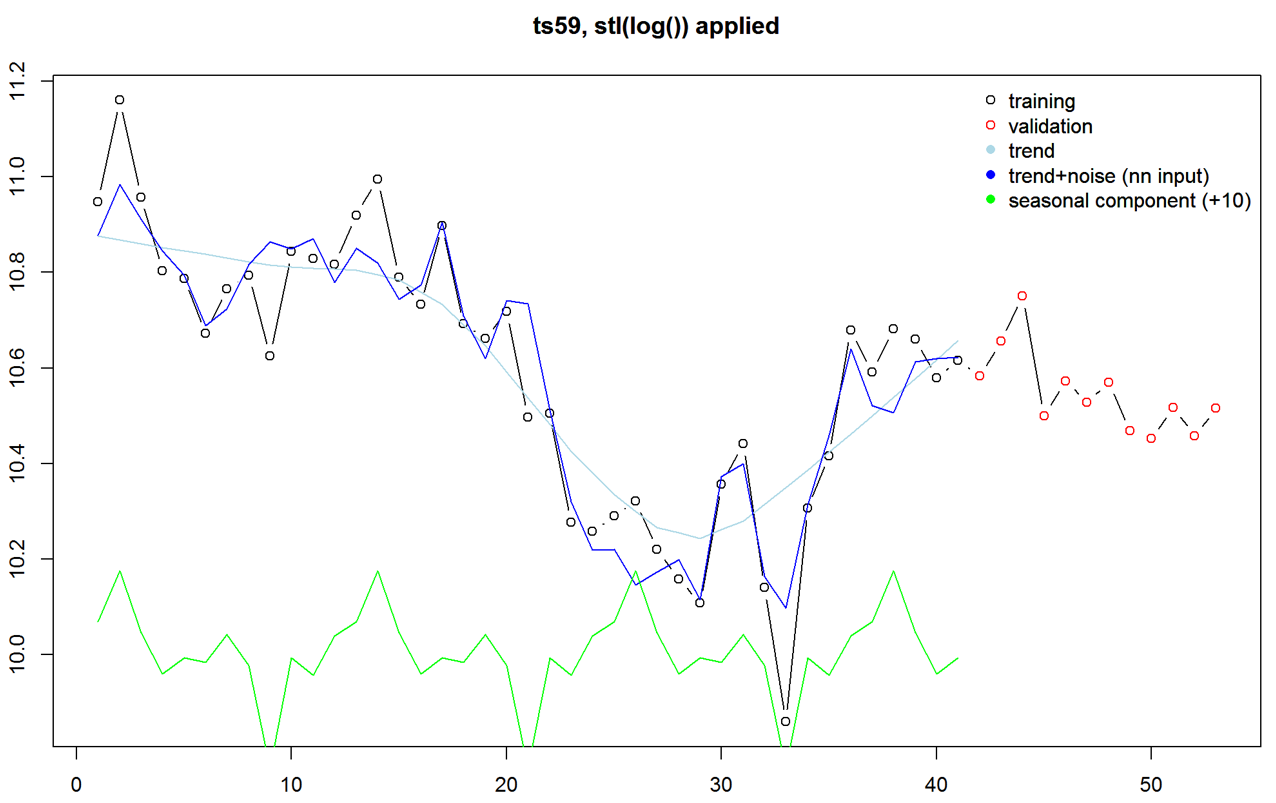 ts59, stl(log()) applied
training
validation
trend
trend+noise (nn input)
seasonal component (+10)
11.2
11.0
10.8
10.6
10.4
10.2
10.0
0 10 20 30 40 50